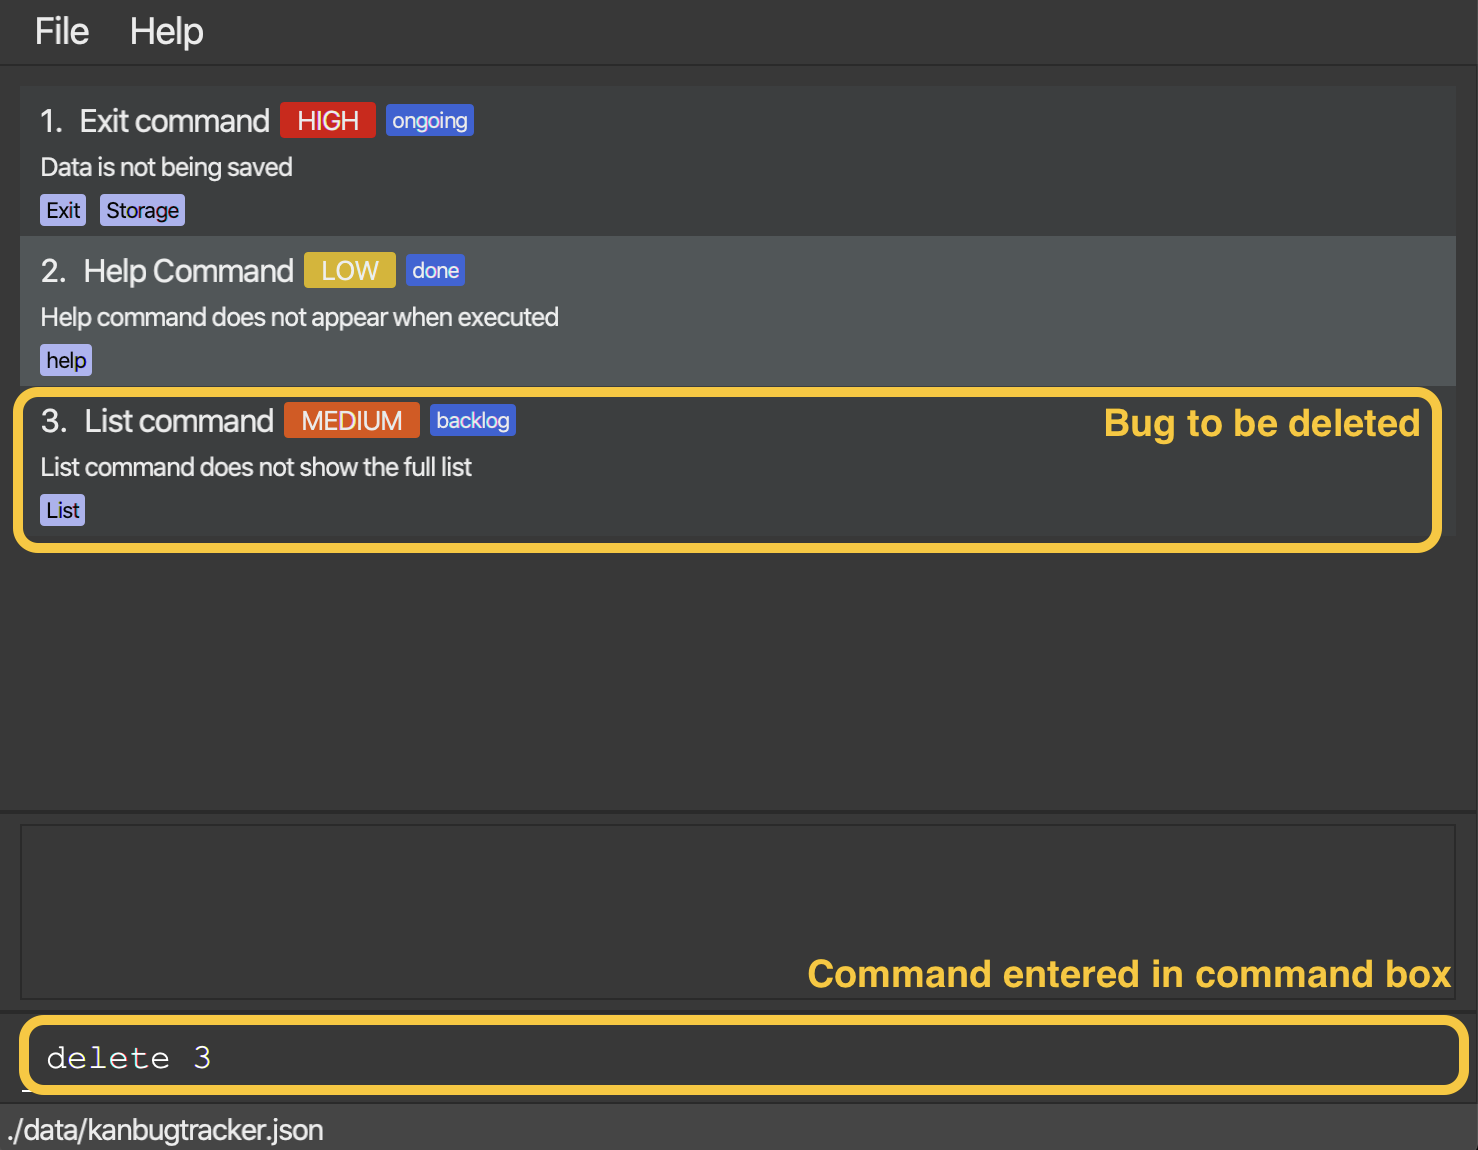 File Help
1. Exit command HIGH ongoing
Data is not being saved
Exit Storage
2. Help Command LOW done
Help command does not appear when executed
help
3. List command MEDIUM backlog Bug to be deleted
List command does not show the full list
List
Command entered in command box
delete 3
./data/kanbugtracker.json